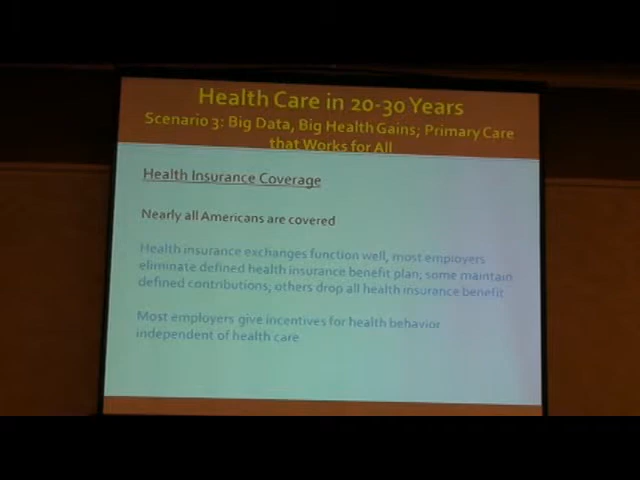 Health Care in 20-30 Years
Scenario 3: Big Data, Big Health Gains; Primary Care
that Works for All
Health Insurance Coverage
Nearly all Americans are covered
Health insurance exchanges function well, most employers
eliminate defined health insurance benefit plan; some maintain
defined contributions; others drop all health insurance benefit
Most employers give incentives for health behavior
independent of health care